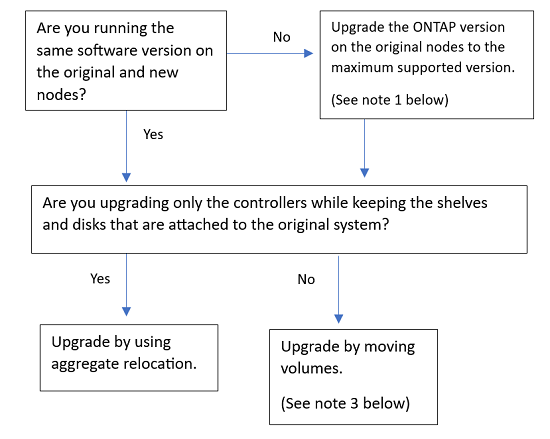 Are you running the
same software version on
the original and new
nodes?
No
Upgrade the ONTAP version
on the original nodes to the
maximum supported version.
(See note 1 below)
Yes
Are you upgrading only the controllers while keeping the shelves
and disks that are attached to the original system?
Yes
No
Upgrade by using
aggregate relocation.
Upgrade by moving
volumes.
(See note 3 below)